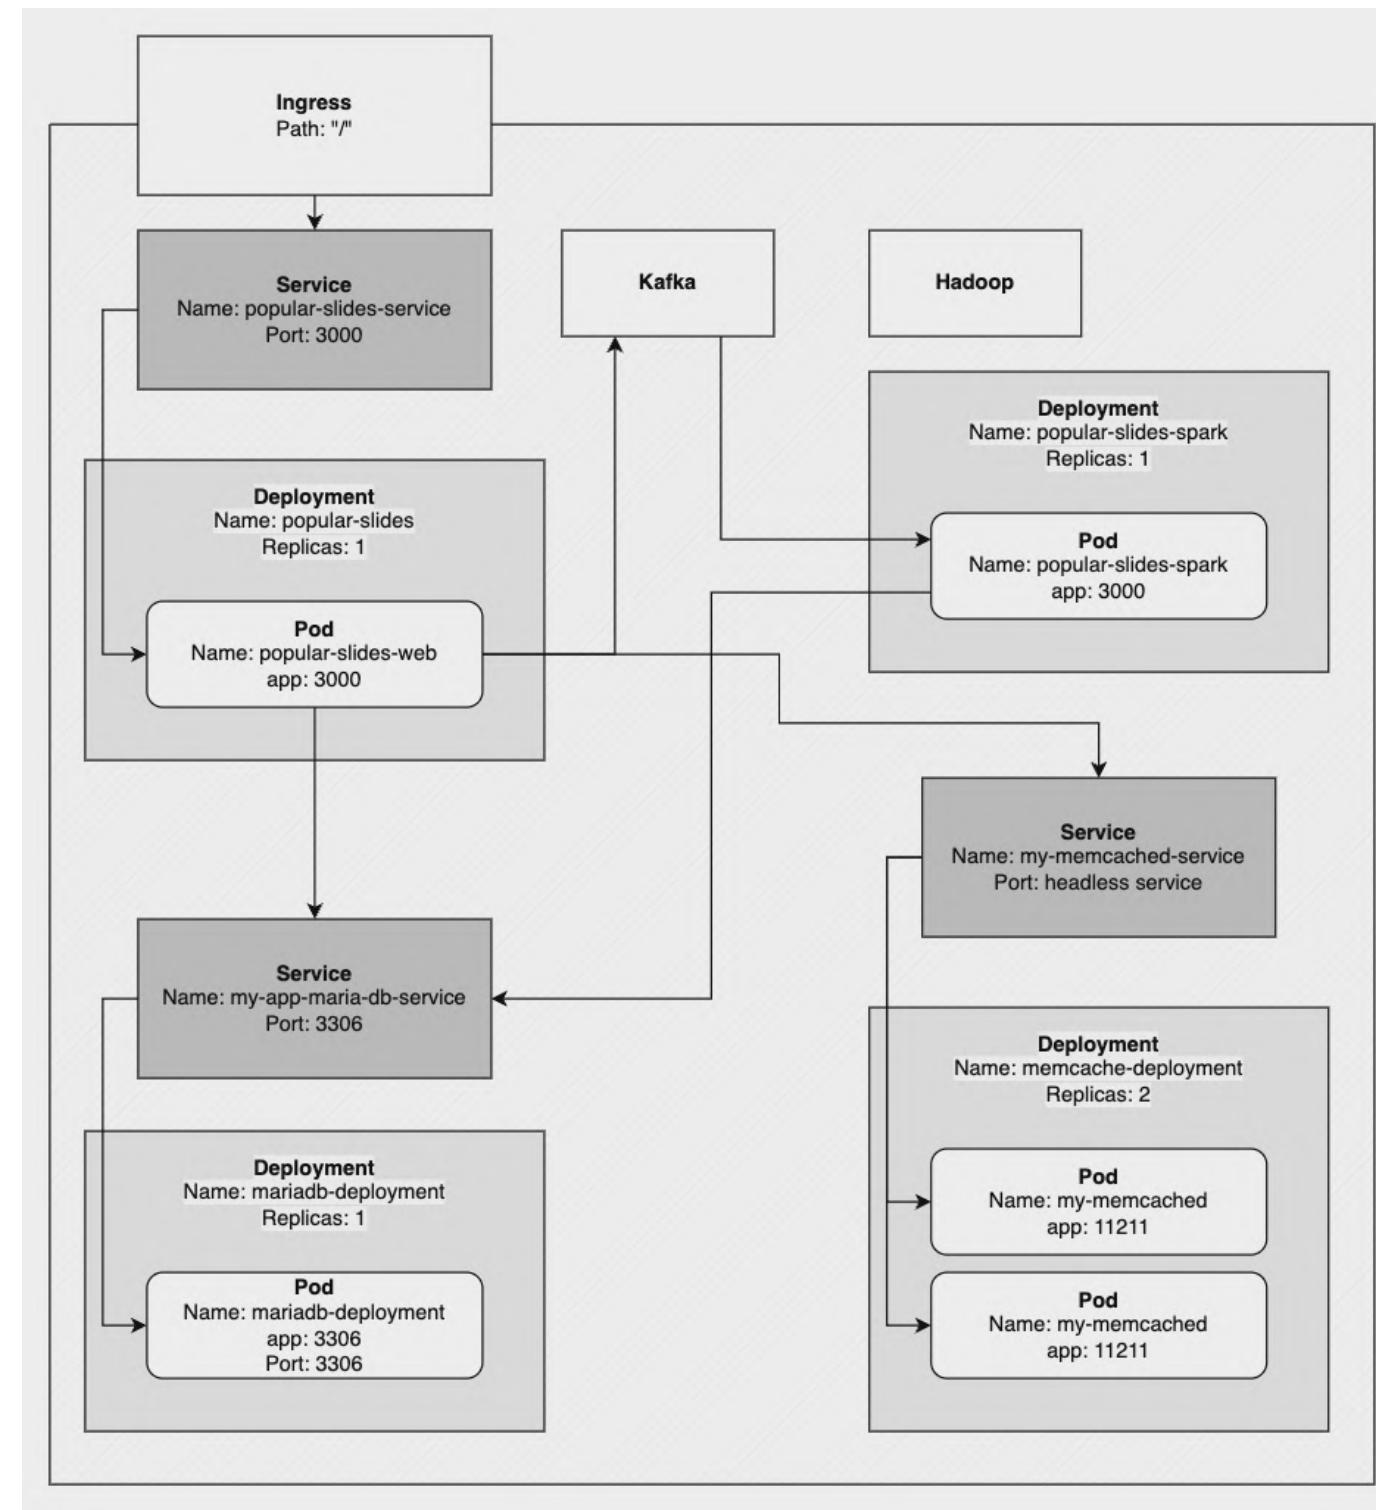 Ingress
Path: "/"
Service
Name: popular-slides-service
Port: 3000
Kafka
Hadoop
Deployment
Name: popular-slides-spark
Replicas: 1
Pod
Name: popular-slides-spark
app: 3000
Deployment
Name: popular-slides
Replicas: 1
Pod
Name: popular-slides-web
app: 3000
Service
Name: my-memcached-service
Port: headless service
Service
Name: my-app-maria-db-service
Port: 3306
Deployment
Name: memcache-deployment
Replicas: 2
Pod
Name: my-memcached
app: 11211
Pod
Name: my-memcached
app: 11211
Deployment
Name: mariadb-deployment
Replicas: 1
Pod
Name: mariadb-deployment
app: 3306
Port: 3306